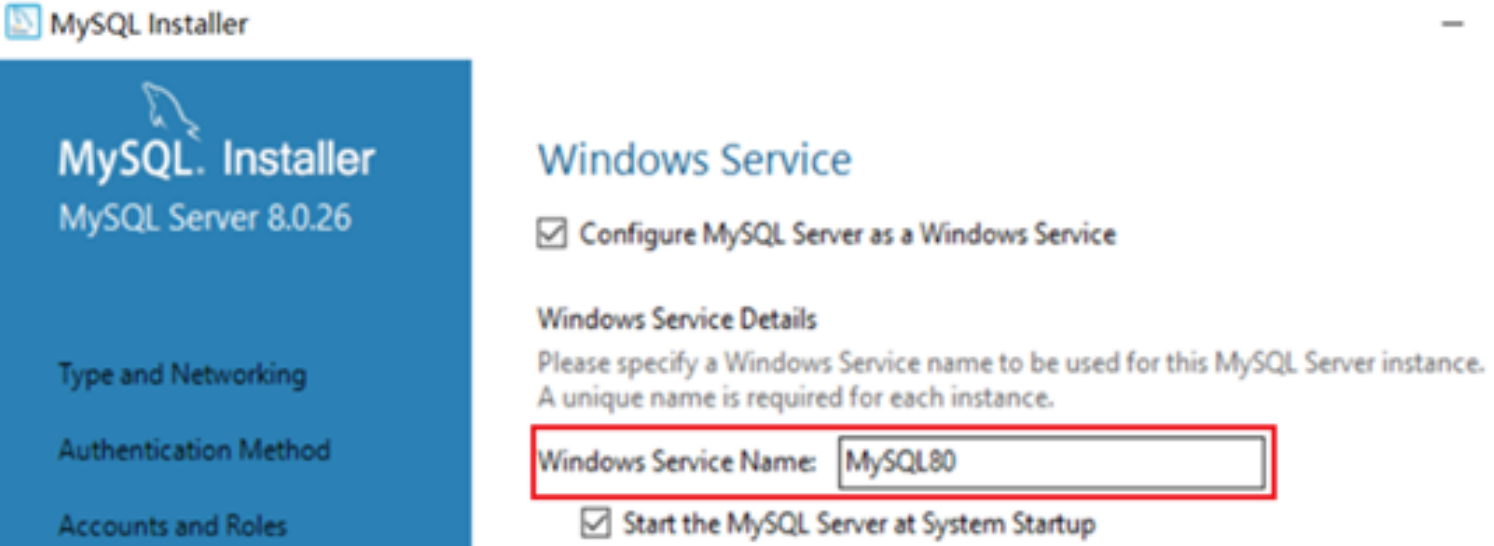 MySQL Installer
MySQL. Installer
MySQL Server 8.0.26
Type and Networking
Authentication Method
Accounts and Roles
Windows Service
Configure MySQL Server as a Windows Service
Windows Service Details
Please specify a Windows Service name to be used for this MySQL Server instance.
A unique name is required for each instance.
Windows Service Name: MySQL80
Start the MySQL Server at System Startup